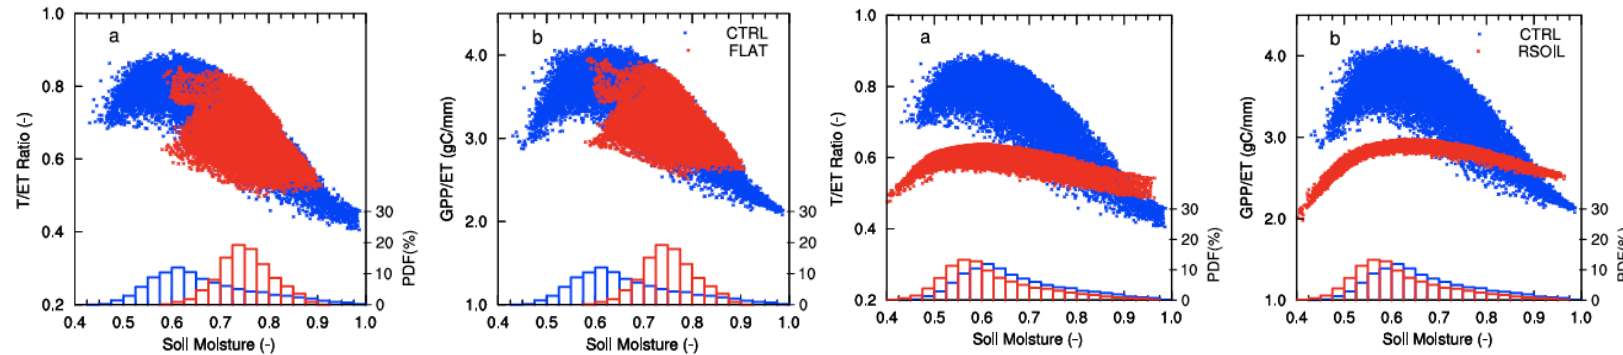 a
T/ET Ratio (-)
1.0
0.8
0.6
0.4
0.2
30
20
10
0
PDF(%)
0.4 0.5 0.6 0.7 0.8 0.9 1.0
Soil Moisture (-)
b
CTRL
FLAT
GPP/ET (gC/mm)
4.0
3.0
2.0
1.0
30
20
10
0
PDF(%)
0.4 0.5 0.6 0.7 0.8 0.9 1.0
Soil Moisture (-)
a
T/ET Ratio (-)
1.0
0.8
0.6
0.4
0.2
30
20
10
0
PDF(%)
0.4 0.5 0.6 0.7 0.8 0.9 1.0
Soil Moisture (-)
b
CTRL
RSOIL
GPP/ET (gC/mm)
4.0
3.0
2.0
1.0
30
20
10
0
PDF(%)
0.4 0.5 0.6 0.7 0.8 0.9 1.0
Soil Moisture (-)